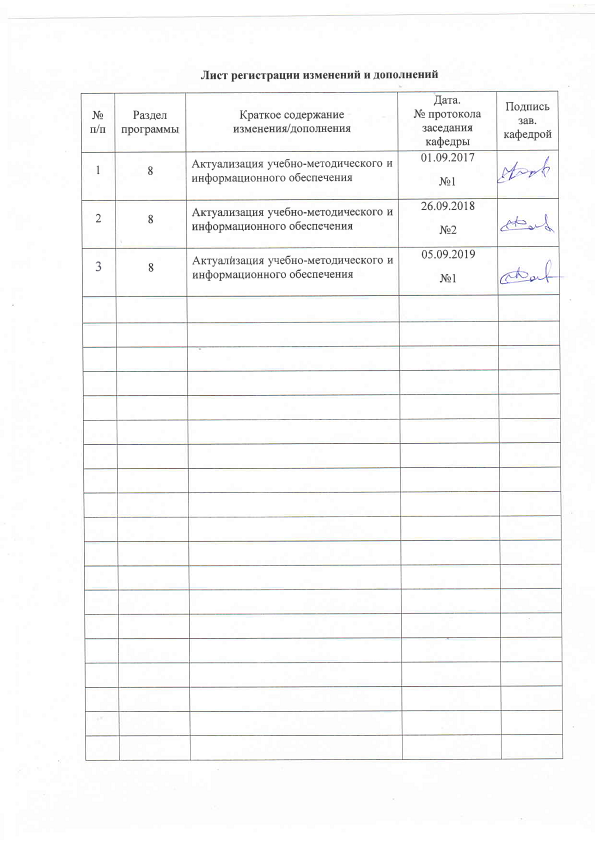 Лист регистрации изменений и дополнений
№
п/п
Раздел
программы
Краткое содержание
изменения/дополнения
Дата.
№ протокола
заседания
кафедры
Подпись
зав.
кафедрой
1
8
Актуализация учебно-методического и
информационного обеспечения
01.09.2017
№1
2
8
Актуализация учебно-методического и
информационного обеспечения
26.09.2018
№2
3
8
Актуализация учебно-методического и
информационного обеспечения
05.09.2019
№1